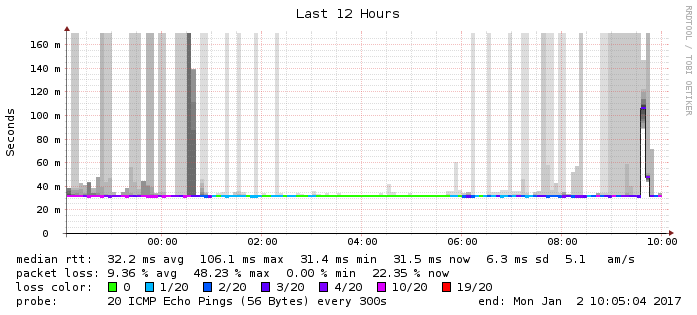 Last 12 Hours
RRDTOOL / TOBI OETIKER
Seconds
160 m
140 m
120 m
100 m
80 m
60 m
40 m
20 m
0
00:00 02:00 04:00 06:00 08:00 10:00
median rtt: 32.2 ms avg 106.1 ms max 31.4 ms min 31.5 ms now 6.3 ms sd 5.1 am/s
packet loss: 9.36 % avg 48.23 % max 0.00 % min 22.35 % now
loss color: 0 1/20 2/20 3/20 4/20 10/20 19/20
probe: 20 ICMP Echo Pings (56 Bytes) every 300s end: Mon Jan 2 10:05:04 2017